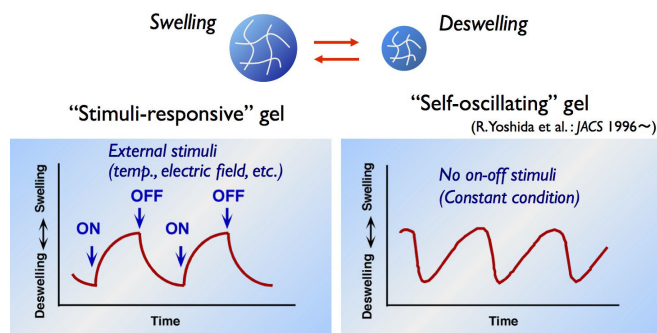 Swelling
Deswelling
“Stimuli-responsive” gel
“Self-oscillating” gel
(R.Yoshida et al. : JACS 1996〜)
External stimuli
(temp., electric field, etc.)
ON
OFF
ON
OFF
Deswelling ⟷ Swelling
Time
No on-off stimuli
(Constant condition)
Deswelling ⟷ Swelling
Time